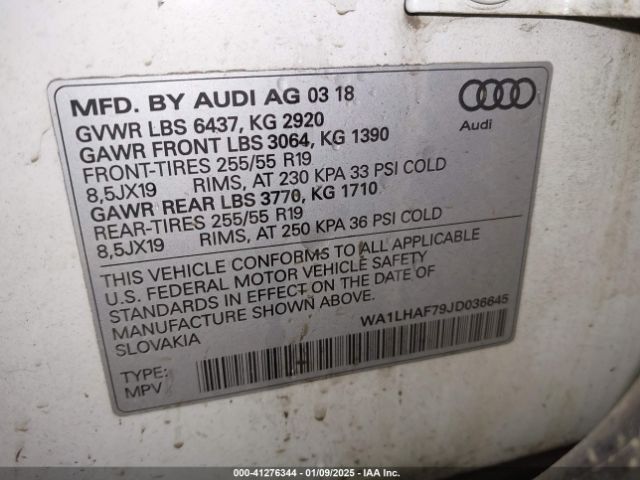 MFD. BY AUDI AG 03 18
Audi
GVWR LBS 6437, KG 2920
GAWR FRONT LBS 3064, KG 1390
FRONT-TIRES 255/55 R19
8,5JX19 RIMS, AT 230 KPA 33 PSI COLD
GAWR REAR LBS 3770, KG 1710
REAR-TIRES 255/55 R19
8,5JX19 RIMS, AT 250 KPA 36 PSI COLD
THIS VEHICLE CONFORMS TO ALL APPLICABLE
U.S. FEDERAL MOTOR VEHICLE SAFETY
STANDARDS IN EFFECT ON THE DATE OF
MANUFACTURE SHOWN ABOVE.
SLOVAKIA
WA1LHAF79JD036645
TYPE:
MPV
000-41276344 | 01/09/2025 - IAA Inc.